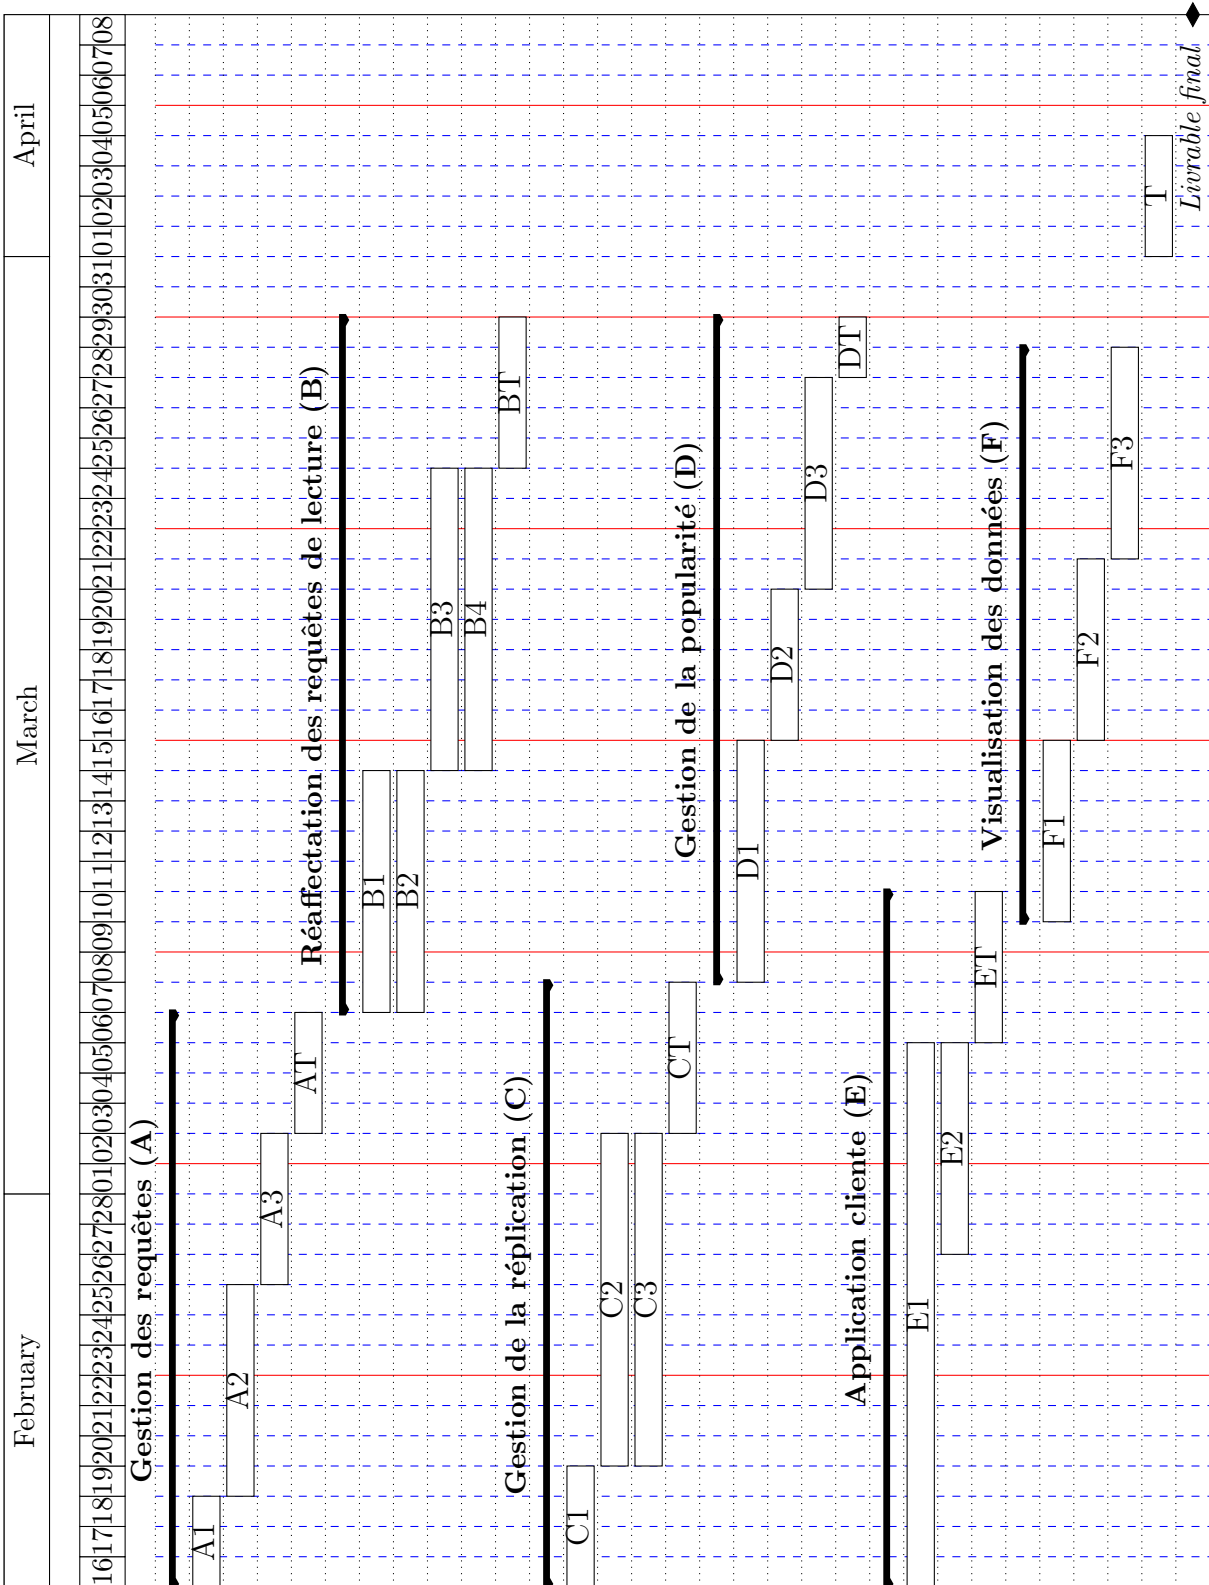 February March April
16 17 18 19 20 21 22 23 24 25 26 27 28 01 02 03 04 05 06 07 08 09 10 11 12 13 14 15 16 17 18 19 20 21 22 23 24 25 26 27 28 29 30 31 01 02 03 04 05 06 07 08
Gestion des requêtes (A)
A1
A2
A3
AT
Réaffectation des requêtes de lecture (B)
B1
B2
B3
B4
BT
Gestion de la réplication (C)
C1
C2
C3
CT
Gestion de la popularité (D)
D1
D2
D3
DT
Application cliente (E)
E1
E2
ET
Visualisation des données (F)
F1
F2
F3
T
Livrable final